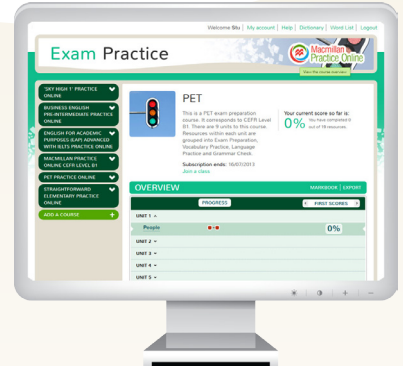 Welcome Stu | My account | Help | Dictionary | Word List | Logout
Exam Practice
Macmillan
Practice Online
View the course overview
'SKY HIGH 1' PRACTICE
ONLINE
BUSINESS ENGLISH
PRE-INTERMEDIATE PRACTICE
ONLINE
ENGLISH FOR ACADEMIC
PURPOSES (EAP) ADVANCED
WITH IELTS PRACTICE ONLINE
MACMILLAN PRACTICE
ONLINE CEFR LEVEL B1
PET PRACTICE ONLINE
STRAIGHTFORWARD
ELEMENTARY PRACTICE
ONLINE
ADD A COURSE +
PET
This is a PET exam preparation
course. It corresponds to CEFR Level
B1. There are 9 units to this course.
Resources within each unit are
grouped into Exam Preparation,
Vocabulary Practice, Language
Practice and Grammar Check.
Subscription ends: 16/07/2013
Join a class
Your current score so far is:
0% You have completed 0
out of 19 resources.
OVERVIEW MARKBOOK | EXPORT
PROGRESS FIRST SCORES
UNIT 1
People 0%
UNIT 2
UNIT 3
UNIT 4
UNIT 5